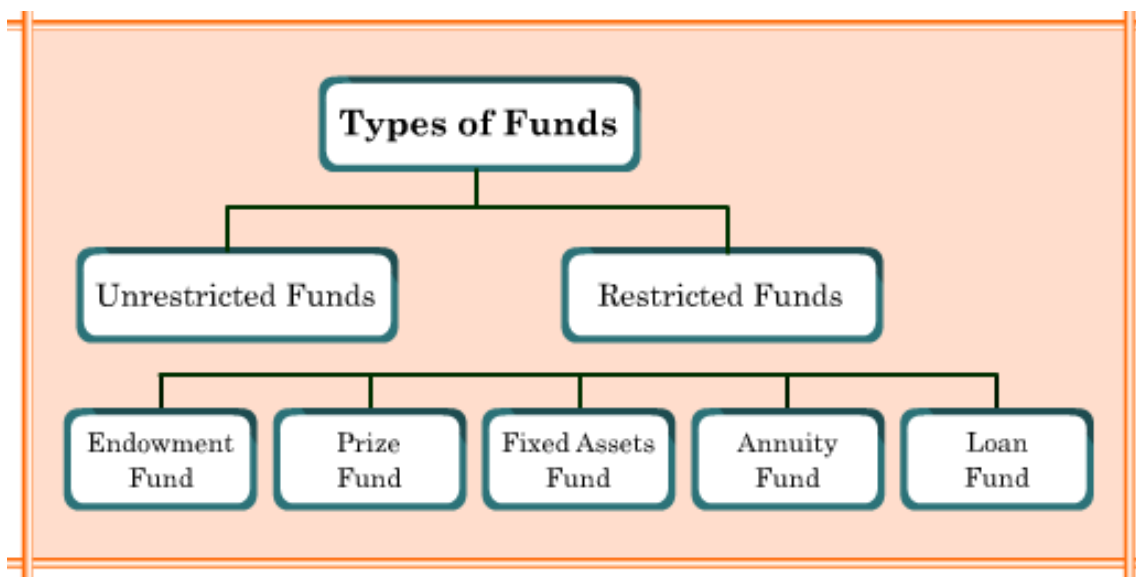 Types of Funds
Unrestricted Funds
Restricted Funds
Endowment
Fund
Prize
Fund
Fixed Assets
Fund
Annuity
Fund
Loan
Fund